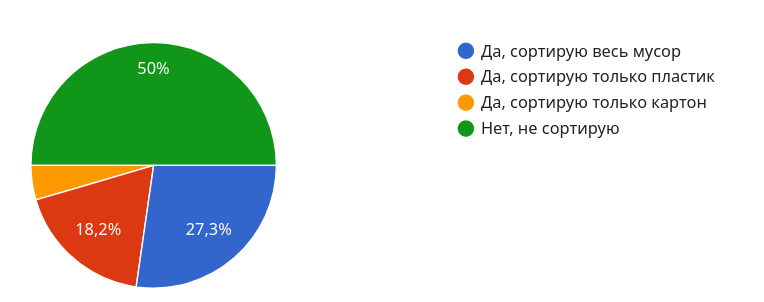 50%
18,2%
27,3%
Да, сортирую весь мусор
Да, сортирую только пластик
Да, сортирую только картон
Нет, не сортирую